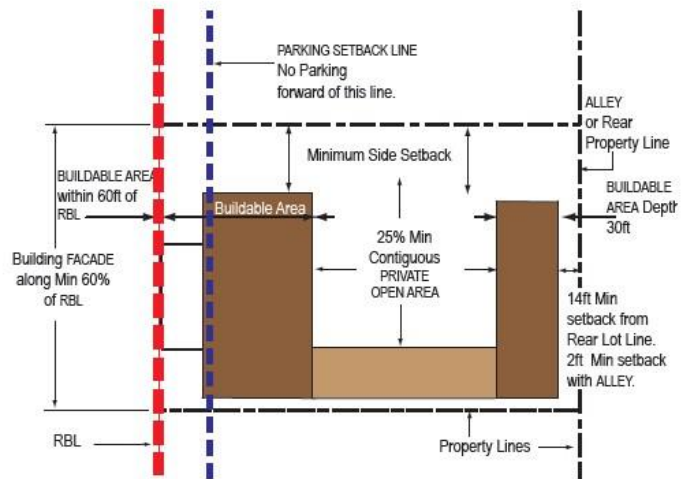 PARKING SETBACK LINE
No Parking
forward of this line.
ALLEY
or Rear
Property Line
Minimum Side Setback
BUILDABLE AREA
within 60ft of
RBL
Buildable Area
BUILDABLE
AREA Depth
30ft
Building FACADE
along Min 60%
of RBL
25% Min
Contiguous
PRIVATE
OPEN AREA
14ft Min
setback from
Rear Lot Line.
2ft Min setback
with ALLEY.
RBL
Property Lines